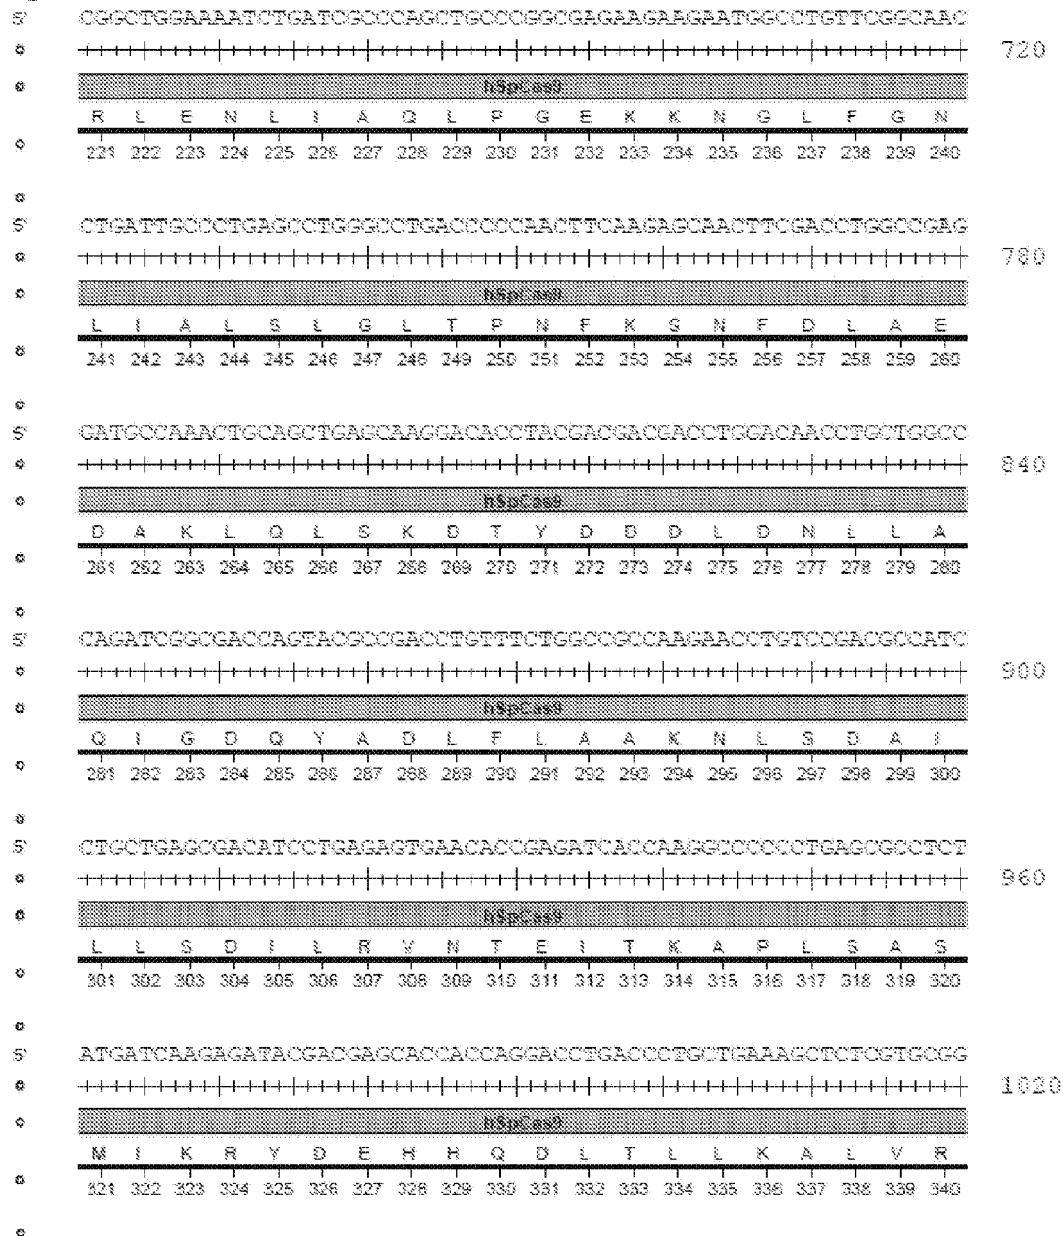 5' CGGCTGGAAAATCTGATCGCCCAGCTGCCCGGCGAGAAGAAGAATGGCCTGTTCGGCAAC
720
hSpCas9
R L E N L I A Q L P G E K K N G L F G N
221 222 223 224 225 226 227 228 229 230 231 232 233 234 235 236 237 238 239 240
5' CTGATTGCCCTGAGCCTGGGCCTGACCCCCAACTTCAAGAGCAACTTCGACCTGGCCGAG
780
hSpCas9
L I A L S L G L T P N F K S N F D L A E
241 242 243 244 245 246 247 248 249 250 251 252 253 254 255 256 257 258 259 260
5' GATGCCAAACTGCAGCTGAGCAAGGACACCTACGACGACGACCTGGACAACCTGCTGGCC
840
hSpCas9
D A K L Q L S K D T Y D D D L D N L L A
261 262 263 264 265 266 267 268 269 270 271 272 273 274 275 276 277 278 279 280
5' CAGATCGGCGACCAGTACGCCGACCTGTTTCTGGCCGCCAAGAACCTGTCCGACGCCATC
900
hSpCas9
Q I G D Q Y A D L F L A A K N L S D A I
281 282 283 284 285 286 287 288 289 290 291 292 293 294 295 296 297 298 299 300
5' CTGCTGAGCGACATCCTGAGAGTGAACACCGAGATCACCAAGGCCCCCCTGAGCGCCTCT
960
hSpCas9
L L S D I L R V N T E I T K A P L S A S
301 302 303 304 305 306 307 308 309 310 311 312 313 314 315 316 317 318 319 320
5' ATGATCAAGAGATACGACGAGCACCACCAGGACCTGACCCTGCTGAAAGCTCTCGTGCGG
1020
hSpCas9
M I K R Y D E H H Q D L T L L K A L V R
321 322 323 324 325 326 327 328 329 330 331 332 333 334 335 336 337 338 339 340